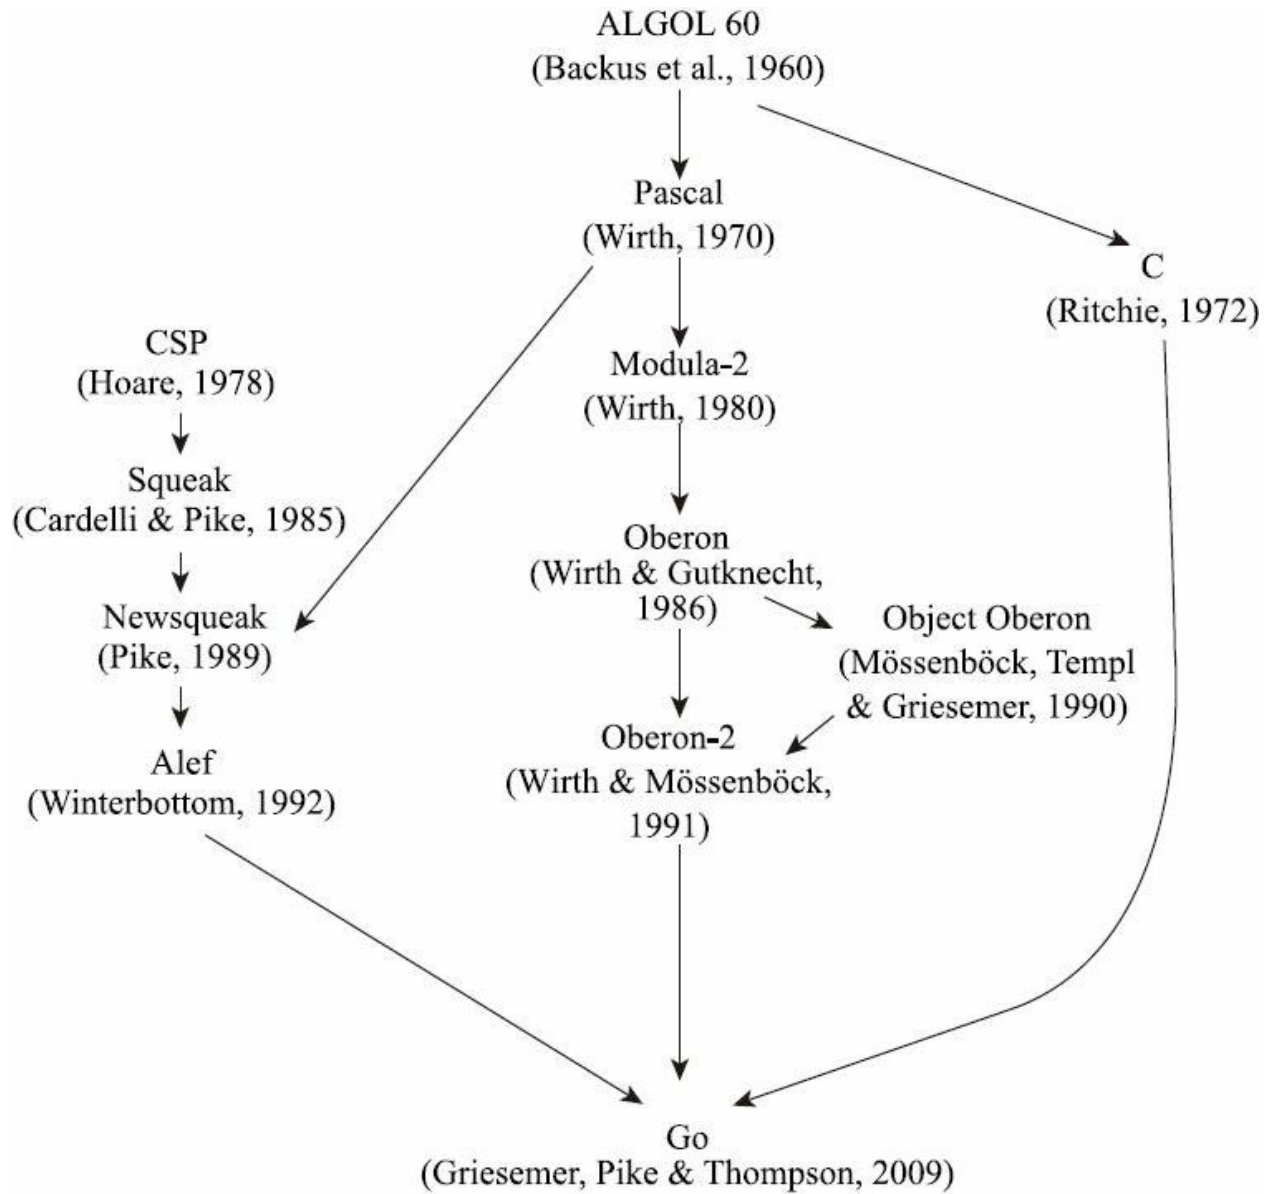 ALGOL 60
(Backus et al., 1960)
Pascal
(Wirth, 1970)
C
(Ritchie, 1972)
CSP
(Hoare, 1978)
Modula-2
(Wirth, 1980)
Squeak
(Cardelli & Pike, 1985)
Oberon
(Wirth & Gutknecht,
1986)
Newsqueak
(Pike, 1989)
Object Oberon
(Mössenböck, Templ
& Griesemer, 1990)
Oberon-2
(Wirth & Mössenböck,
1991)
Alef
(Winterbottom, 1992)
Go
(Griesemer, Pike & Thompson, 2009)